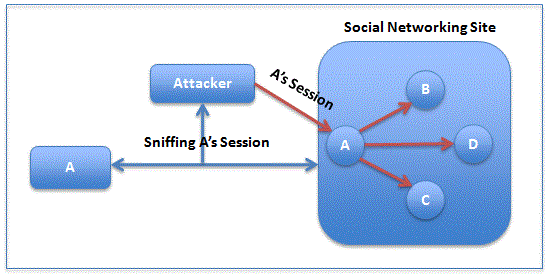 Social Networking Site
Attacker
A's Session
B
Sniffing A's Session
A
D
A
C